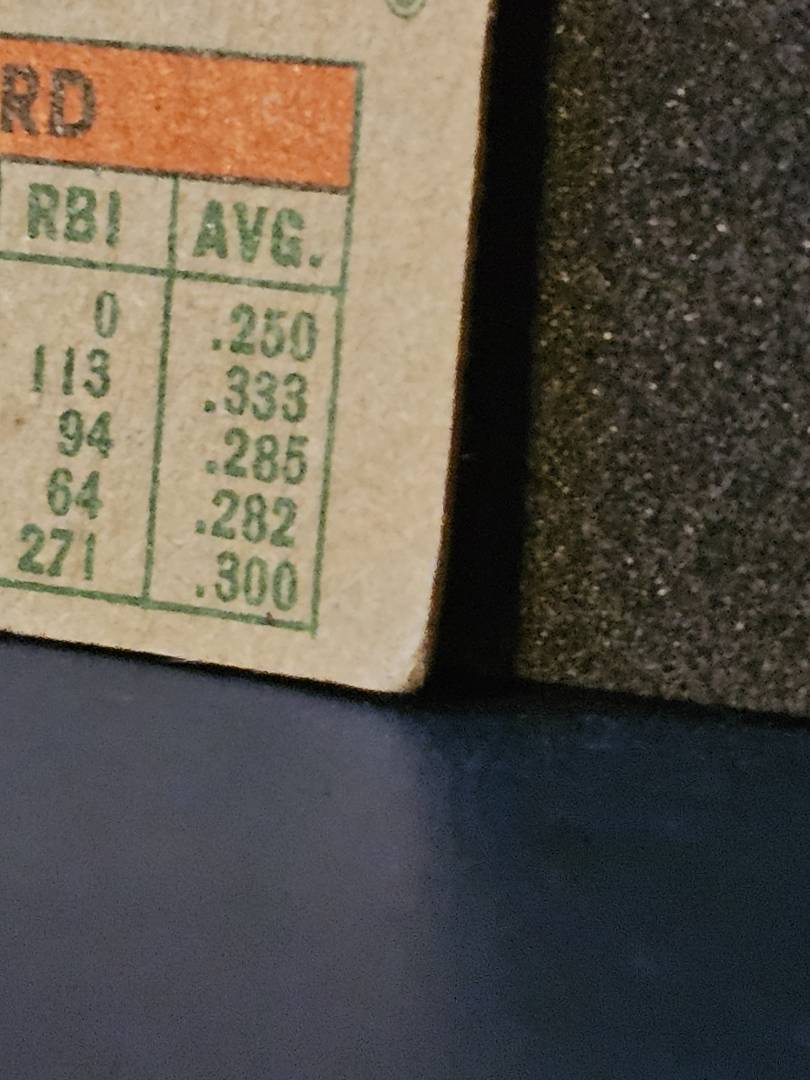 RD
RBI AVG.
0 .250
113 .333
94 .285
64 .282
271 .300